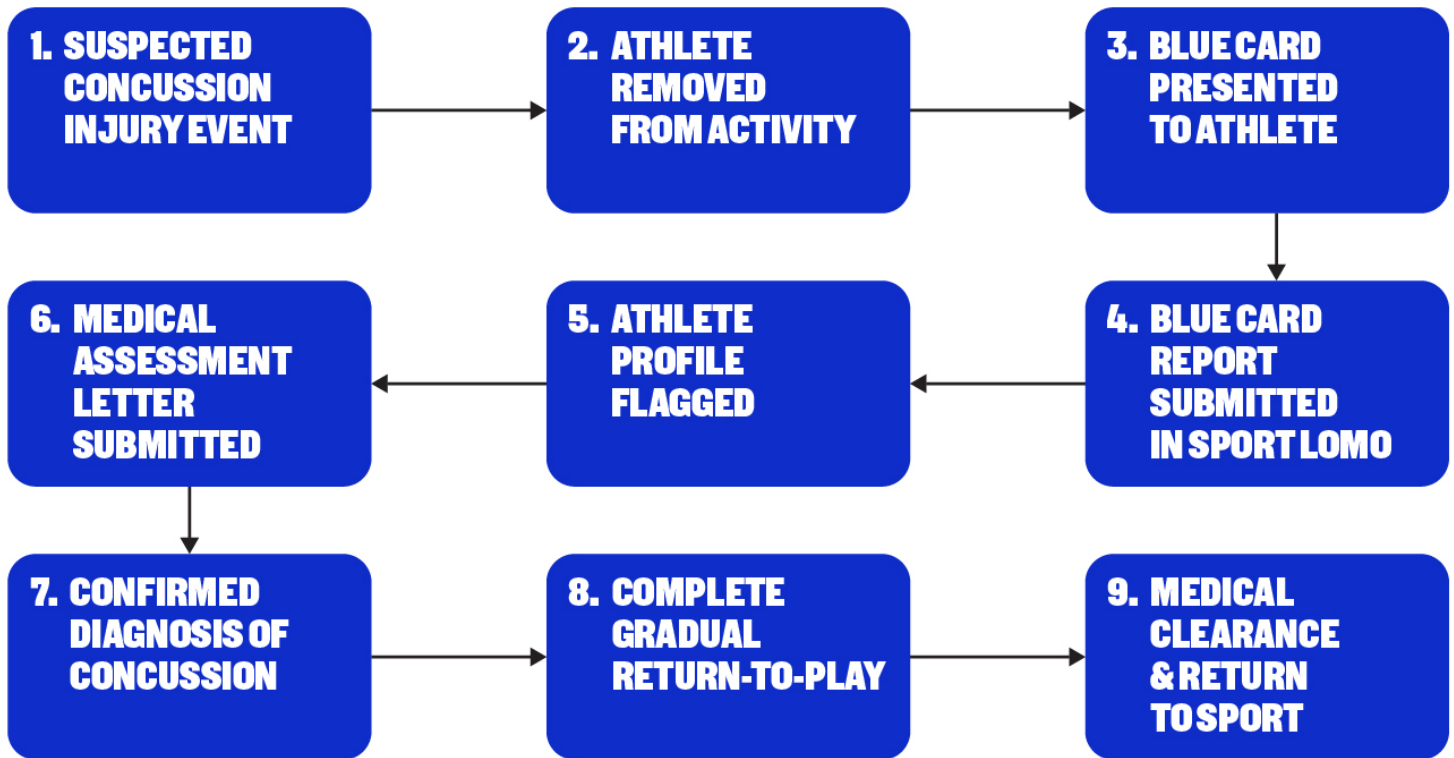 1. SUSPECTED
CONCUSSION
INJURY EVENT
2. ATHLETE
REMOVED
FROM ACTIVITY
3. BLUE CARD
PRESENTED
TO ATHLETE
4. BLUE CARD
REPORT
SUBMITTED
IN SPORT LOMO
5. ATHLETE
PROFILE
FLAGGED
6. MEDICAL
ASSESSMENT
LETTER
SUBMITTED
7. CONFIRMED
DIAGNOSIS OF
CONCUSSION
8. COMPLETE
GRADUAL
RETURN-TO-PLAY
9. MEDICAL
CLEARANCE
& RETURN
TO SPORT